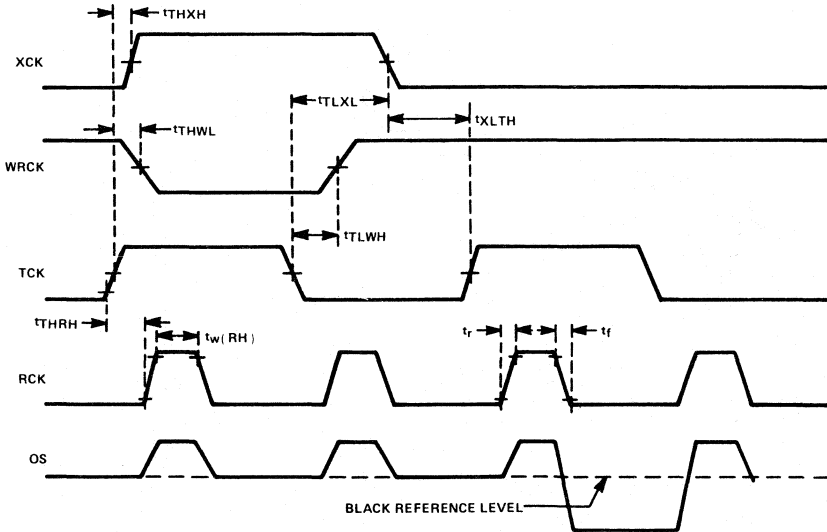 tTHXH
XCK
tTLXL
tXLTH
tTHWL
WRCK
tTLWH
TCK
tTHRH
tw(RH)
tr
tf
RCK
OS
BLACK REFERENCE LEVEL